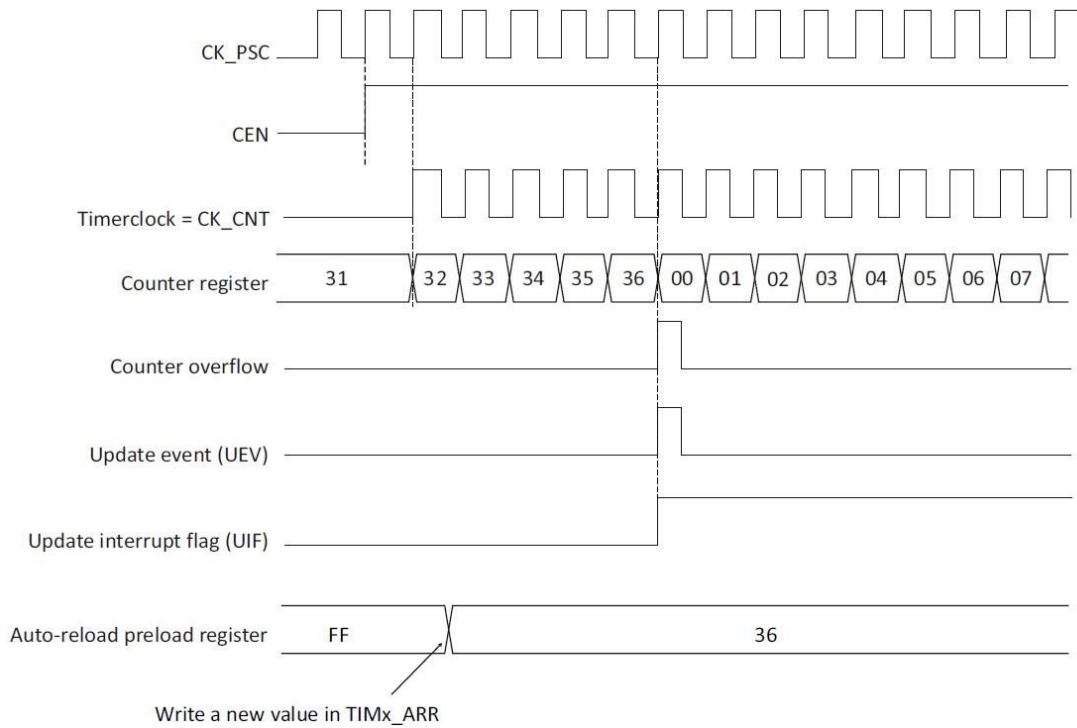 CK_PSC
CEN
Timerclock = CK_CNT
Counter register 31 32 33 34 35 36 00 01 02 03 04 05 06 07
Counter overflow
Update event (UEV)
Update interrupt flag (UIF)
Auto-reload preload register FF 36
Write a new value in TIMx_ARR